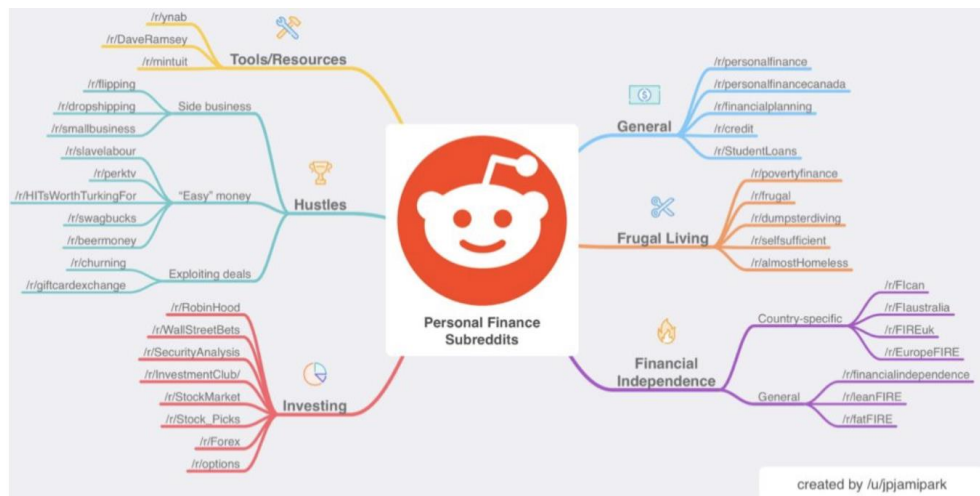 /r/ynab
/r/DaveRamsey
/r/mintuit
Tools/Resources
/r/flipping
/r/dropshipping
/r/smallbusiness
Side business
/r/slavelabour
/r/perktv
/r/HITsWorthTurkingFor
/r/swagbucks
/r/beermoney
"Easy" money
/r/churning
/r/giftcardexchange
Exploiting deals
Hustles
/r/RobinHood
/r/WallStreetBets
/r/SecurityAnalysis
/r/InvestmentClub/
/r/StockMarket
/r/Stock_Picks
/r/Forex
/r/options
Investing
Personal Finance
Subreddits
General
/r/personalfinance
/r/personalfinancecanada
/r/financialplanning
/r/credit
/r/StudentLoans
Frugal Living
/r/povertyfinance
/r/frugal
/r/dumpsterdiving
/r/selfsufficient
/r/almostHomeless
Financial
Independence
Country-specific
/r/FIcan
/r/FIaustralia
/r/FIREuk
/r/EuropeFIRE
General
/r/financialindependence
/r/leanFIRE
/r/fatFIRE
created by /u/jpjamipark